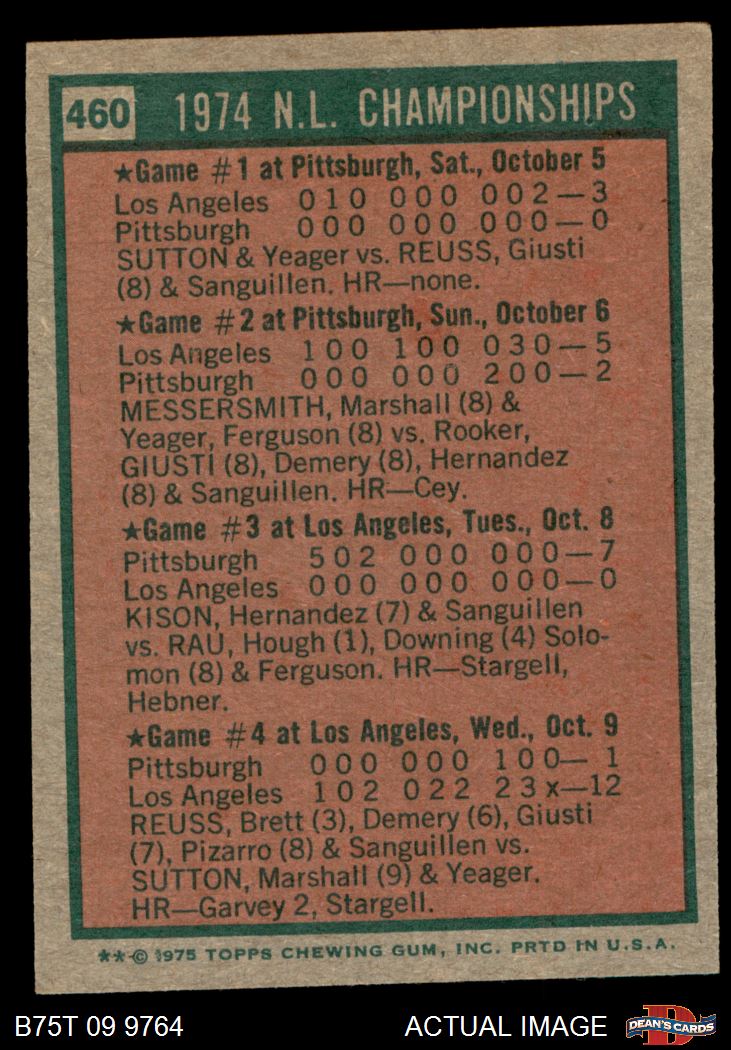 460 1974 N.L. CHAMPIONSHIPS
★Game #1 at Pittsburgh, Sat., October 5
Los Angeles 010 000 002—3
Pittsburgh 000 000 000—0
SUTTON & Yeager vs. REUSS, Giusti
(8) & Sanguillen. HR—none.
★Game #2 at Pittsburgh, Sun., October 6
Los Angeles 100 100 030—5
Pittsburgh 000 000 200—2
MESSERSMITH, Marshall (8) &
Yeager, Ferguson (8) vs. Rooker,
GIUSTI (8), Demery (8), Hernandez
(8) & Sanguillen. HR—Cey.
★Game #3 at Los Angeles, Tues., Oct. 8
Pittsburgh 502 000 000—7
Los Angeles 000 000 000—0
KISON, Hernandez (7) & Sanguillen
vs. RAU, Hough (1), Downing (4) Solo-
mon (8) & Ferguson. HR—Stargell,
Hebner.
★Game #4 at Los Angeles, Wed., Oct. 9
Pittsburgh 000 000 100— 1
Los Angeles 102 022 23x—12
REUSS, Brett (3), Demery (6), Giusti
(7), Pizarro (8) & Sanguillen vs.
SUTTON, Marshall (9) & Yeager.
HR—Garvey 2, Stargell.
**© 1975 TOPPS CHEWING GUM, INC. PRTD IN U.S.A.
B75T 09 9764 ACTUAL IMAGE D DEAN'S CARDS